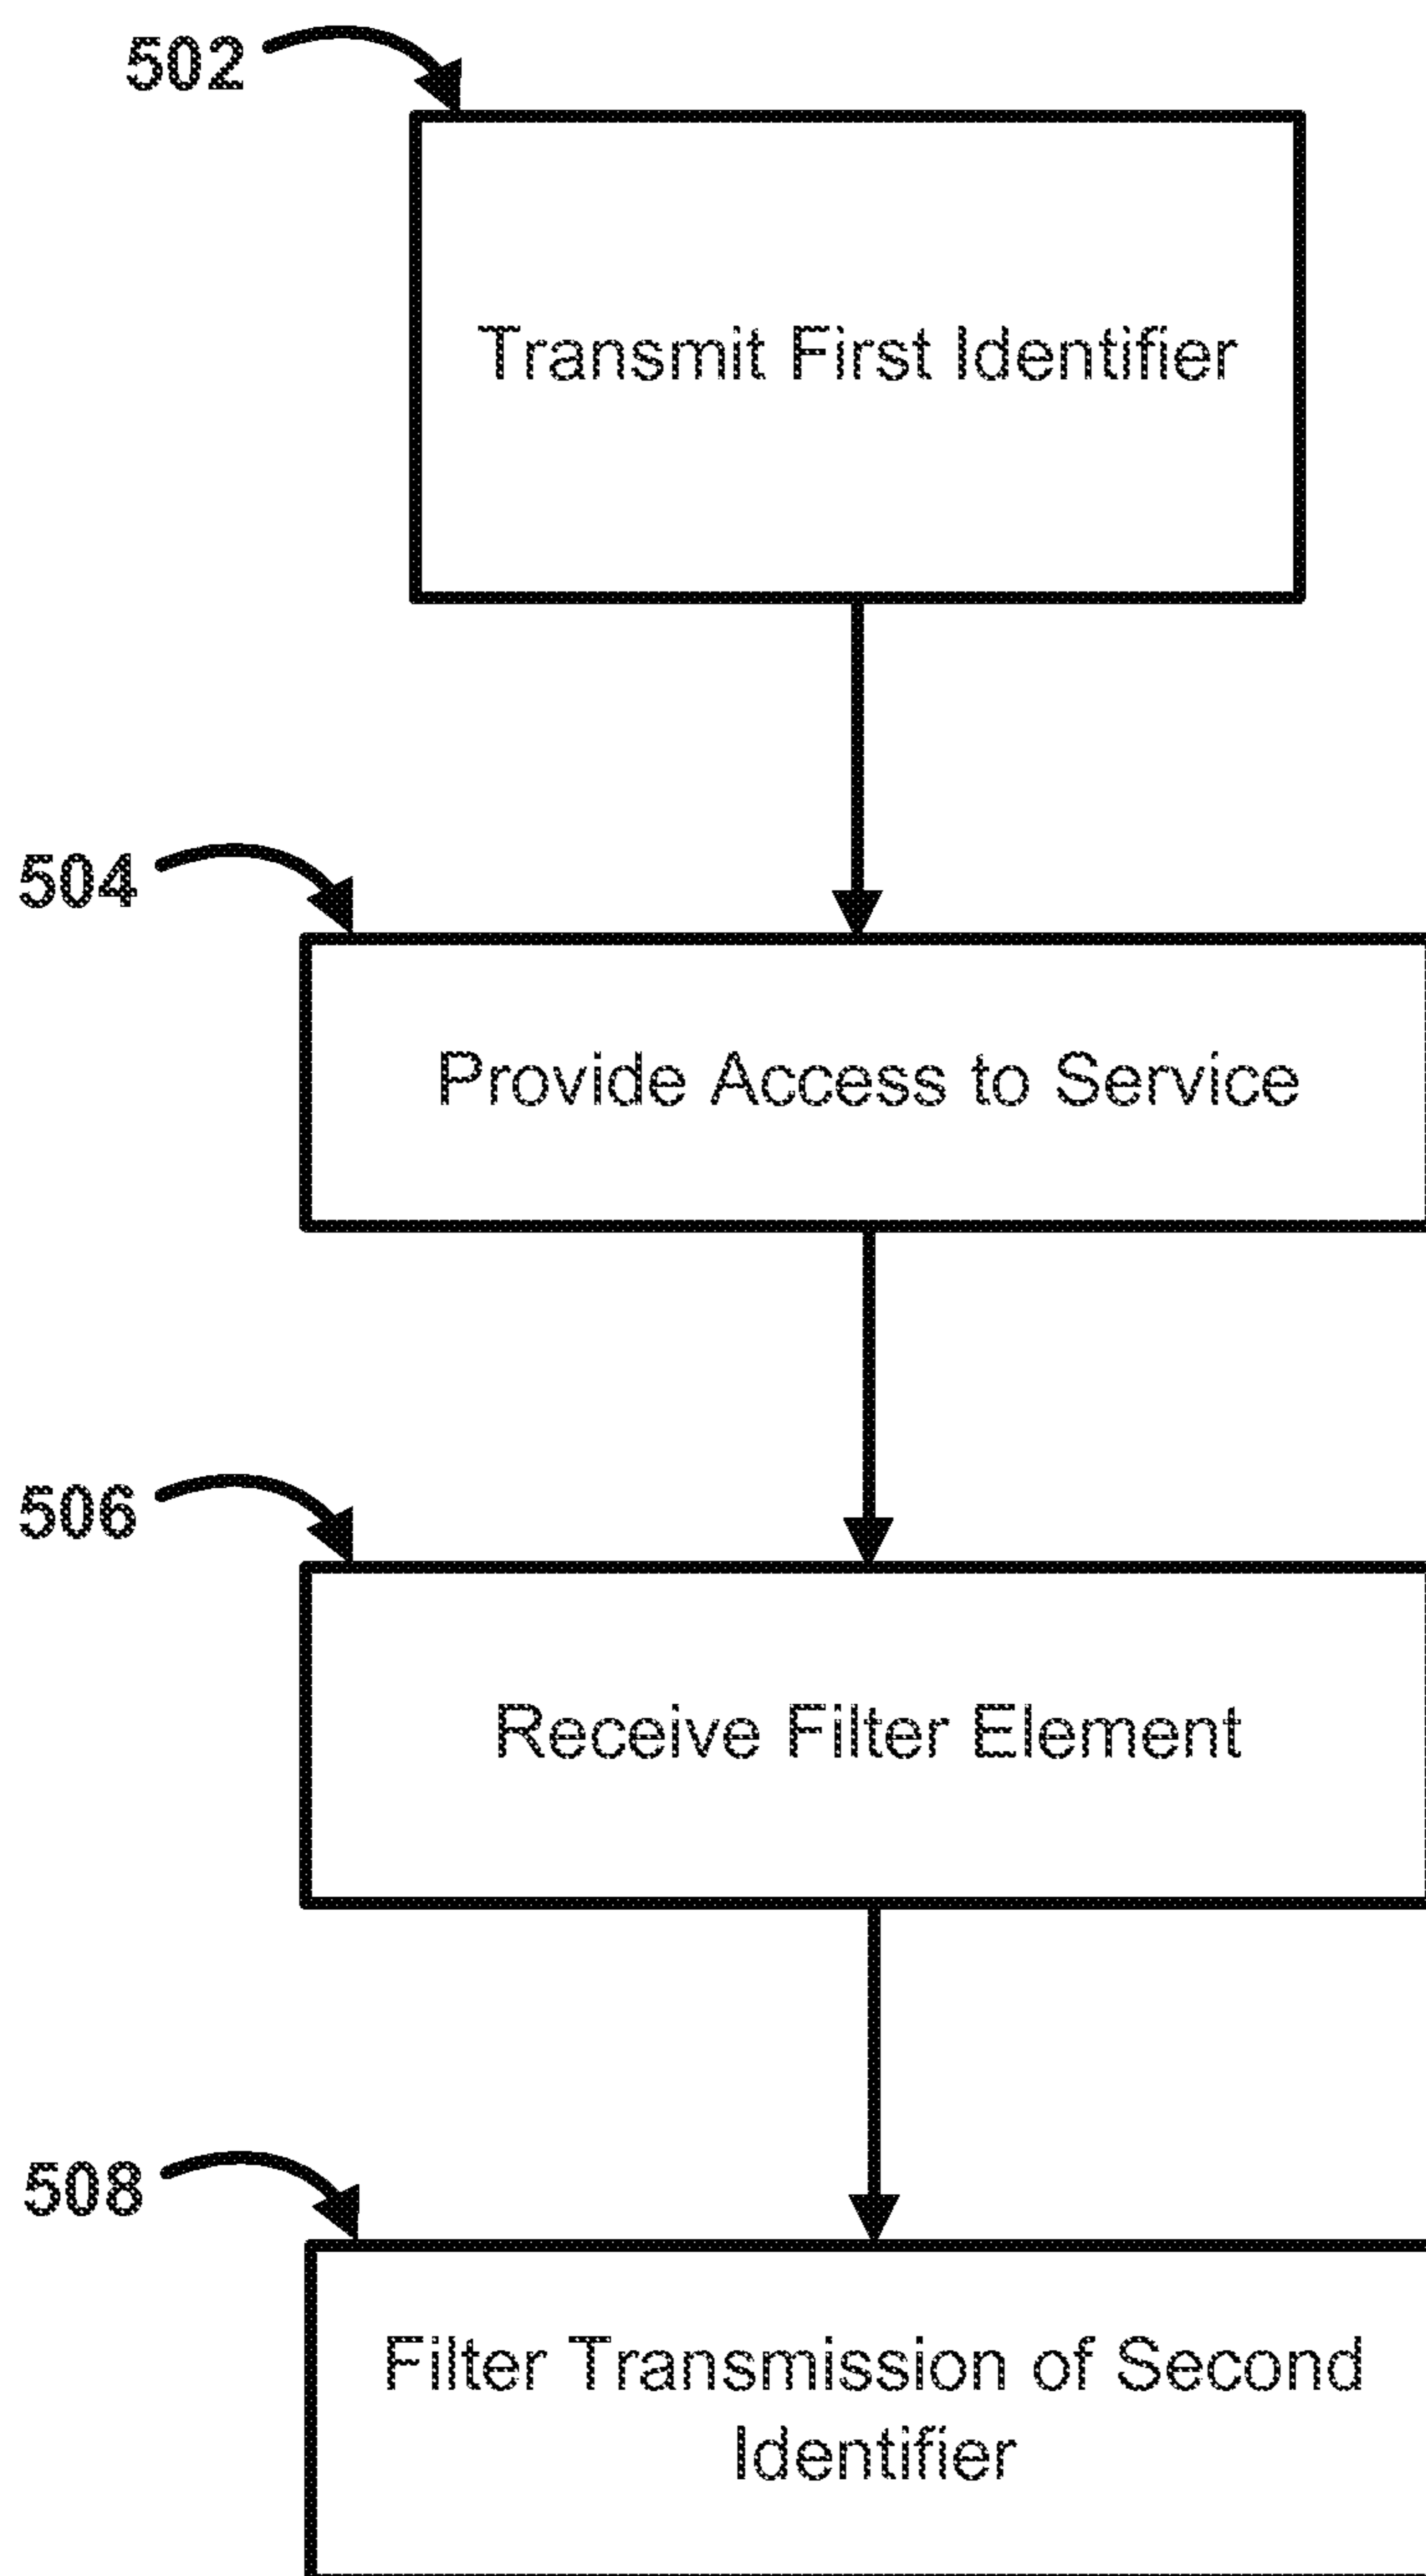 502
Transmit First Identifier
504
Provide Access to Service
506
Receive Filter Element
508
Filter Transmission of Second
Identifier